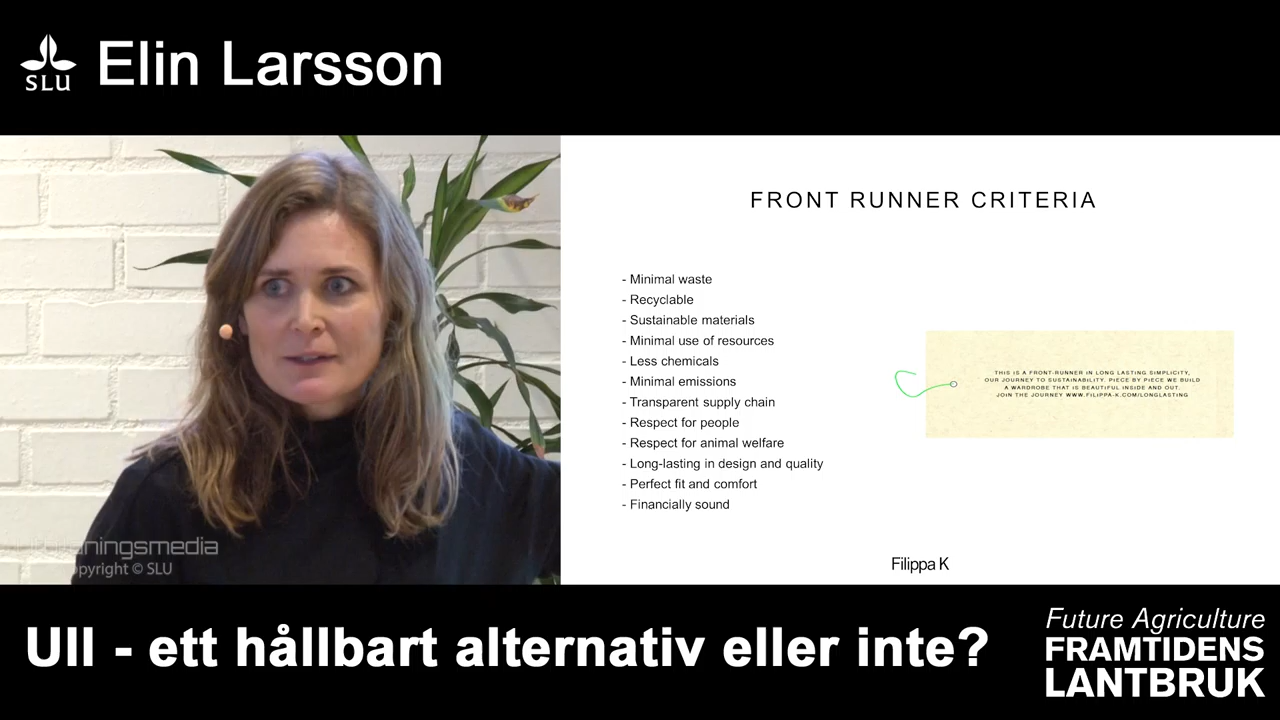 SLU
Elin Larsson
FRONT RUNNER CRITERIA
- Minimal waste
- Recyclable
- Sustainable materials
- Minimal use of resources
- Less chemicals
- Minimal emissions
- Transparent supply chain
- Respect for people
- Respect for animal welfare
- Long-lasting in design and quality
- Perfect fit and comfort
- Financially sound
THIS IS A FRONT-RUNNER IN LONG LASTING SIMPLICITY,
OUR JOURNEY TO SUSTAINABILITY. PIECE BY PIECE WE BUILD
A WARDROBE THAT IS BEAUTIFUL INSIDE AND OUT.
JOIN THE JOURNEY WWW.FILIPPA-K.COM/LONGLASTING
Filippa K
ningsmedia
opyright © SLU
Ull - ett hållbart alternativ eller inte?
Future Agriculture
FRAMTIDENS
LANTBRUK